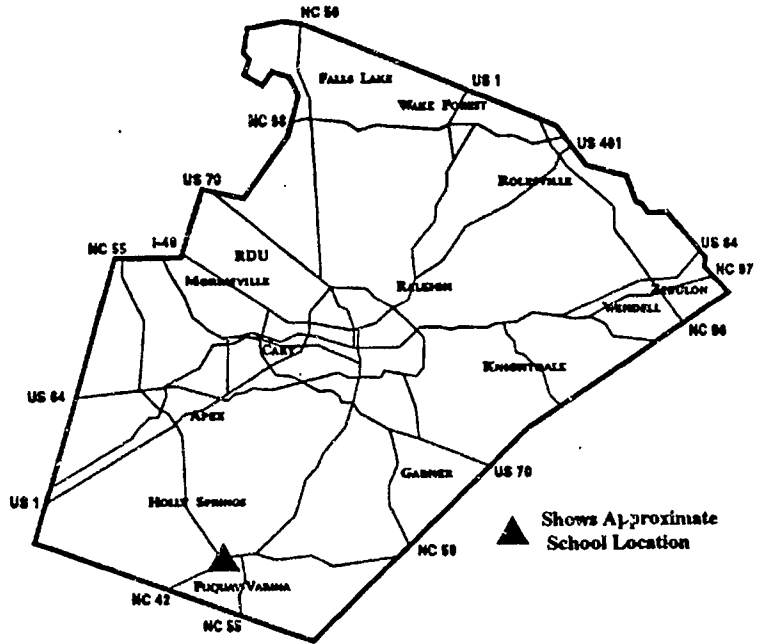 NC 50
FALLS LAKE
US 1
WAKE FOREST
NC 98
US 401
ROLESVILLE
US 70
I-40
NC 55
RDU
MORRISVILLE
RALEIGH
US 64
NC 97
ZEBULON
WENDELL
NC 96
CARY
KNIGHTDALE
US 64
APEX
GARNER
US 70
US 1
HOLLY SPRINGS
Shows Approximate
School Location
NC 50
FUQUAY VARINA
NC 42
NC 55